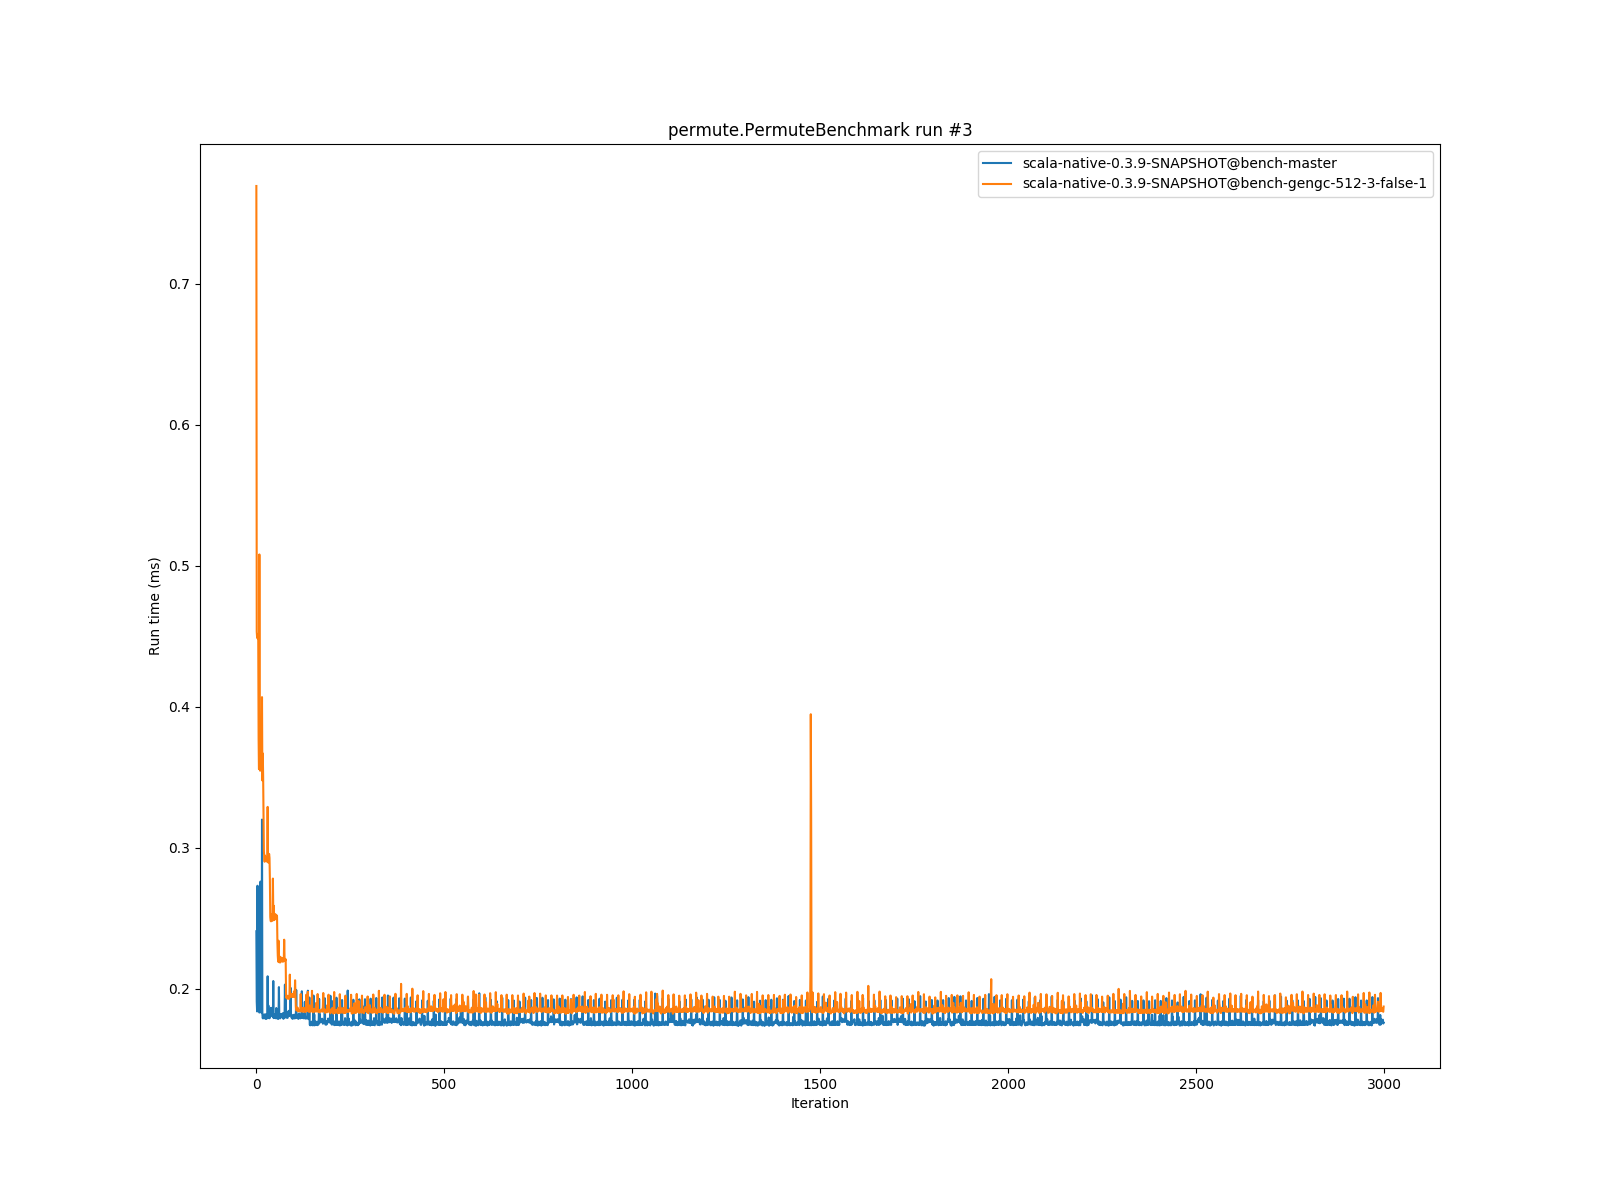 permute.PermuteBenchmark run #3
scala-native-0.3.9-SNAPSHOT@bench-master
scala-native-0.3.9-SNAPSHOT@bench-gengc-512-3-false-1
Run time (ms)
0.7
0.6
0.5
0.4
0.3
0.2
0
500
1000
1500
2000
2500
3000
Iteration